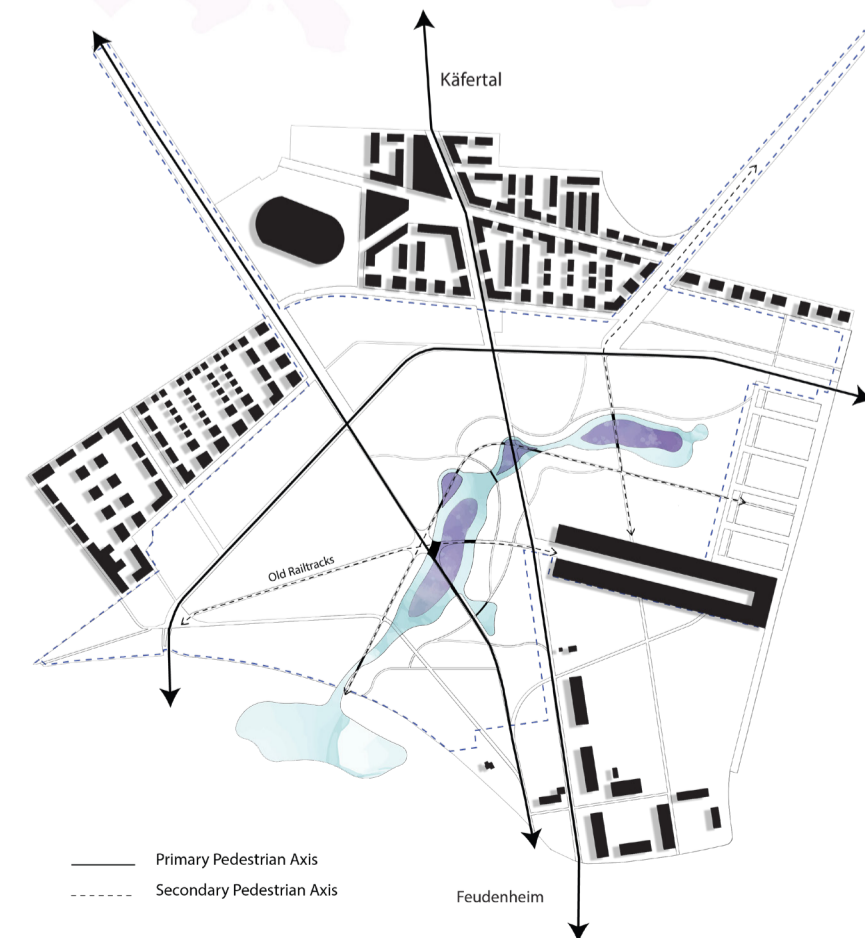 Käfertal
Old Railtracks
Primary Pedestrian Axis
Secondary Pedestrian Axis
Feudenheim